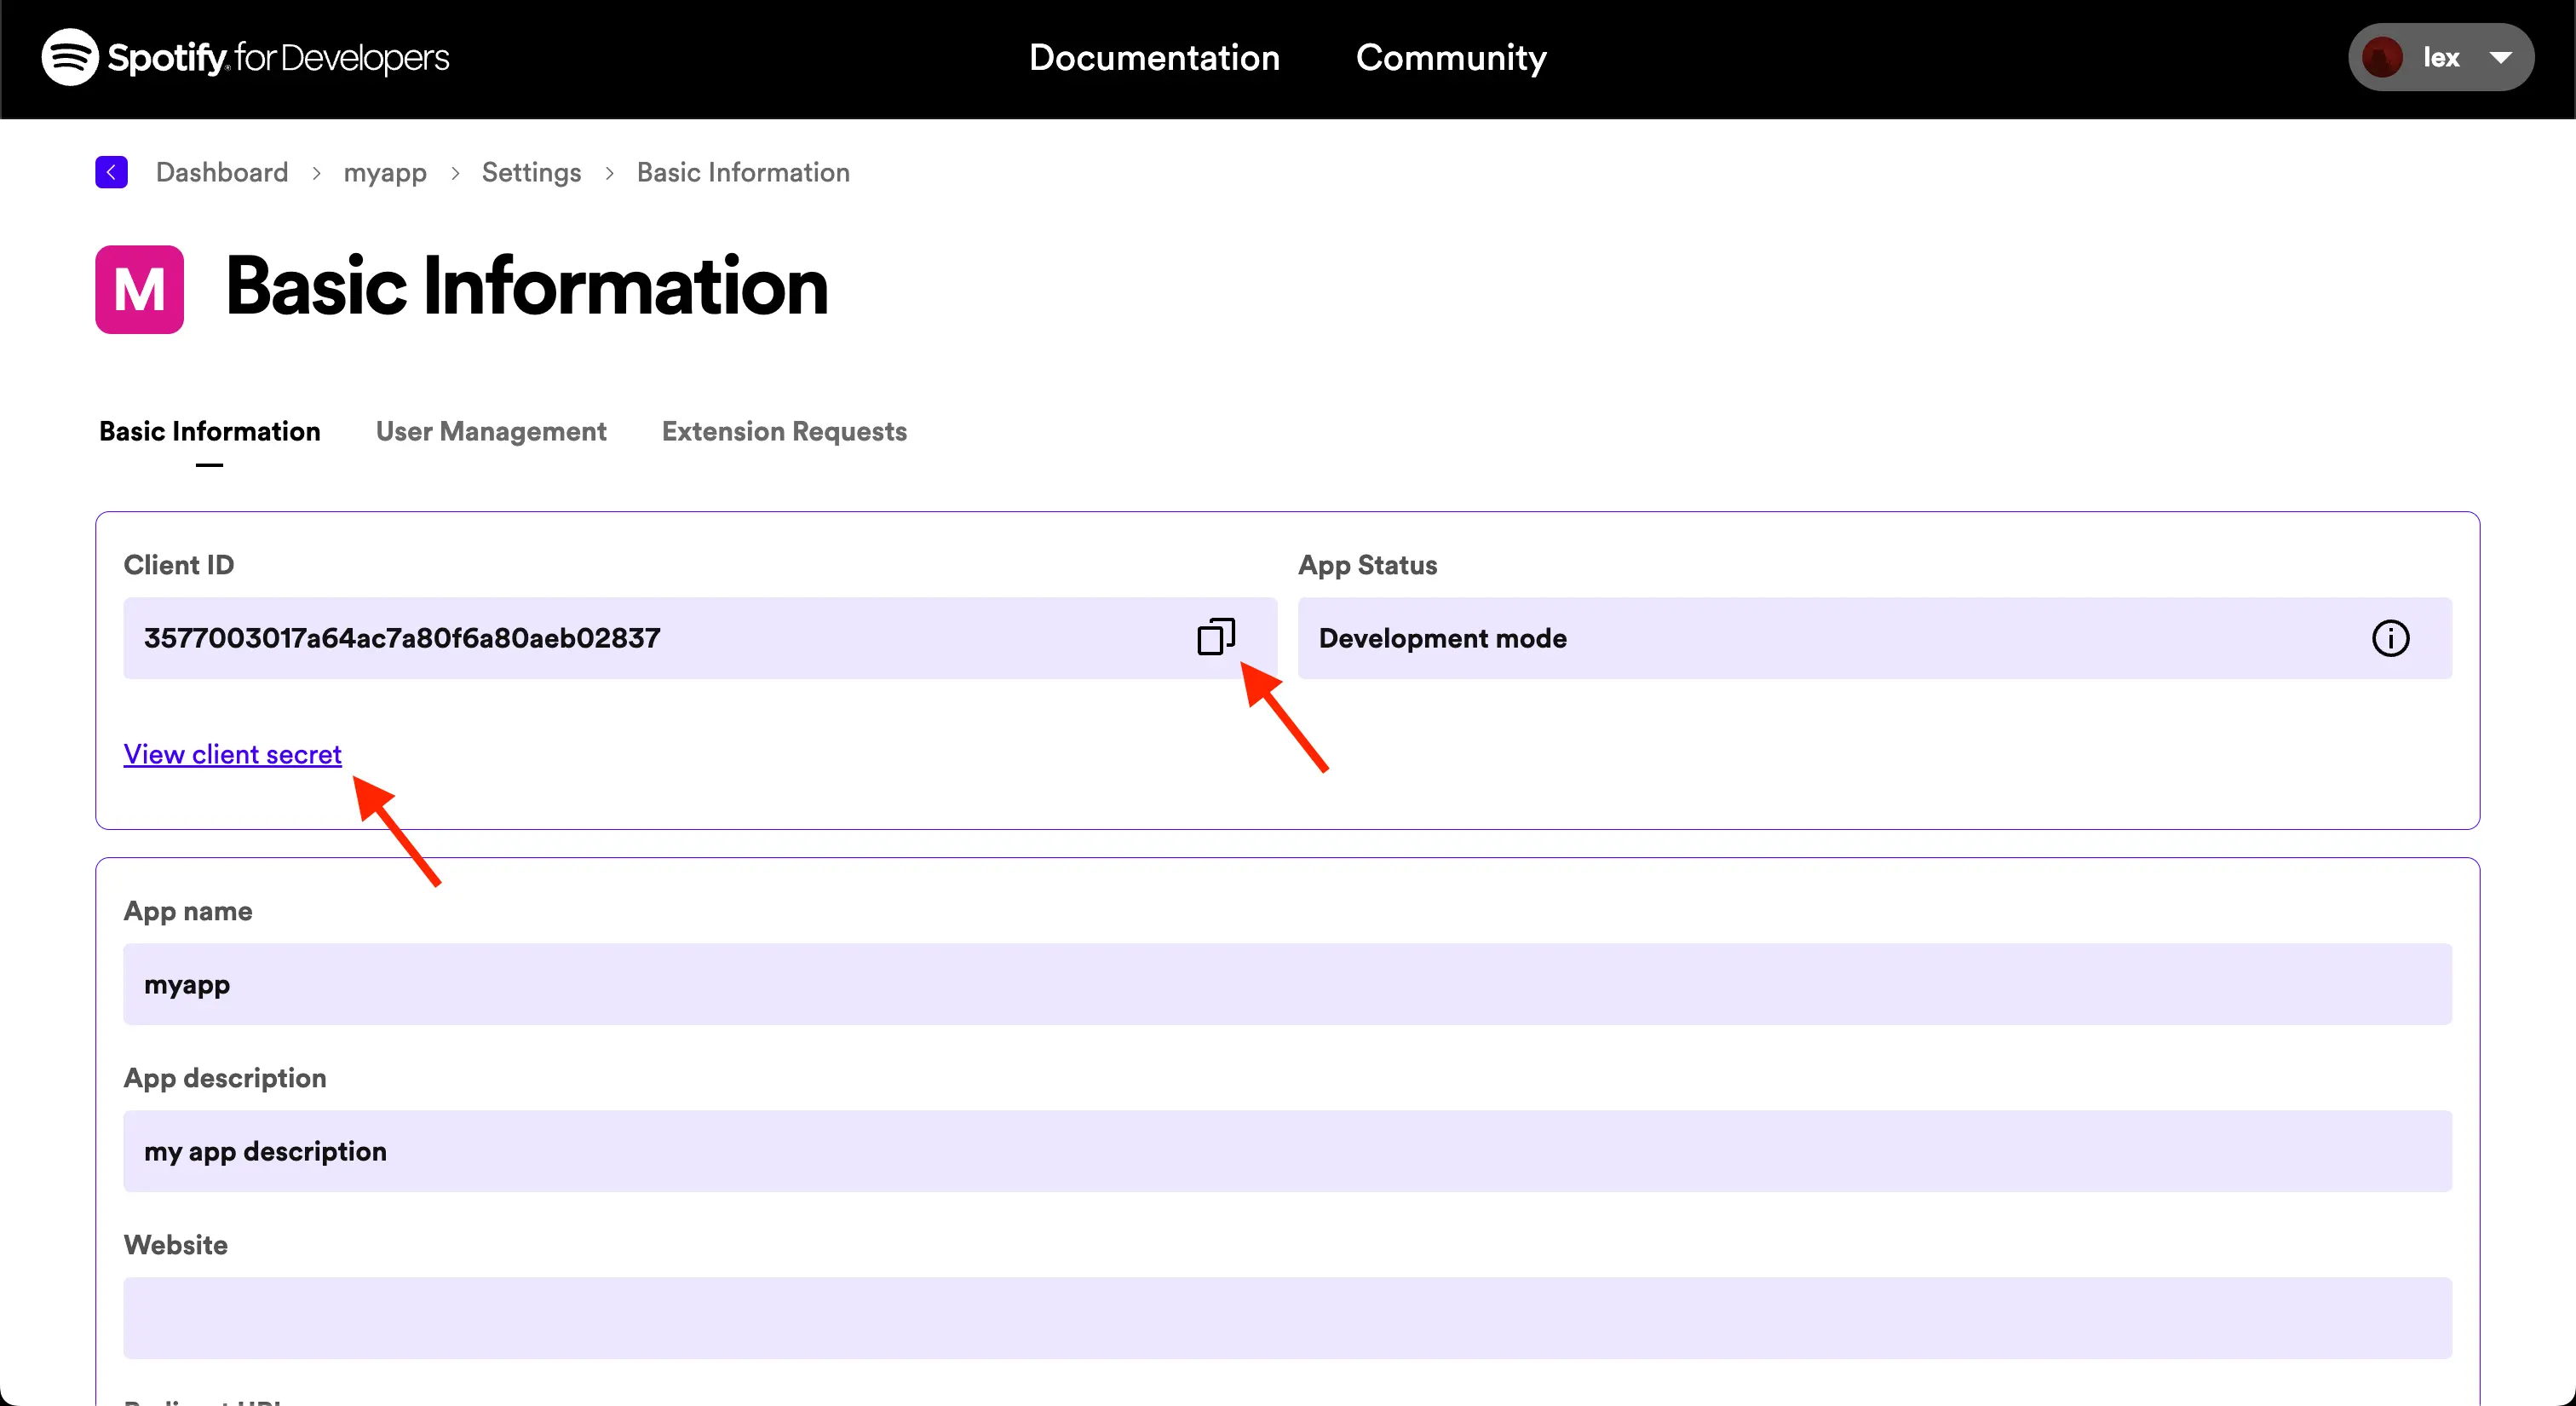 Spotify for Developers
Documentation
Community
lex
Dashboard > myapp > Settings > Basic Information
M
Basic Information
Basic Information
User Management
Extension Requests
Client ID
App Status
3577003017a64ac7a80f6a80aeb02837
Development mode
View client secret
App name
myapp
App description
my app description
Website